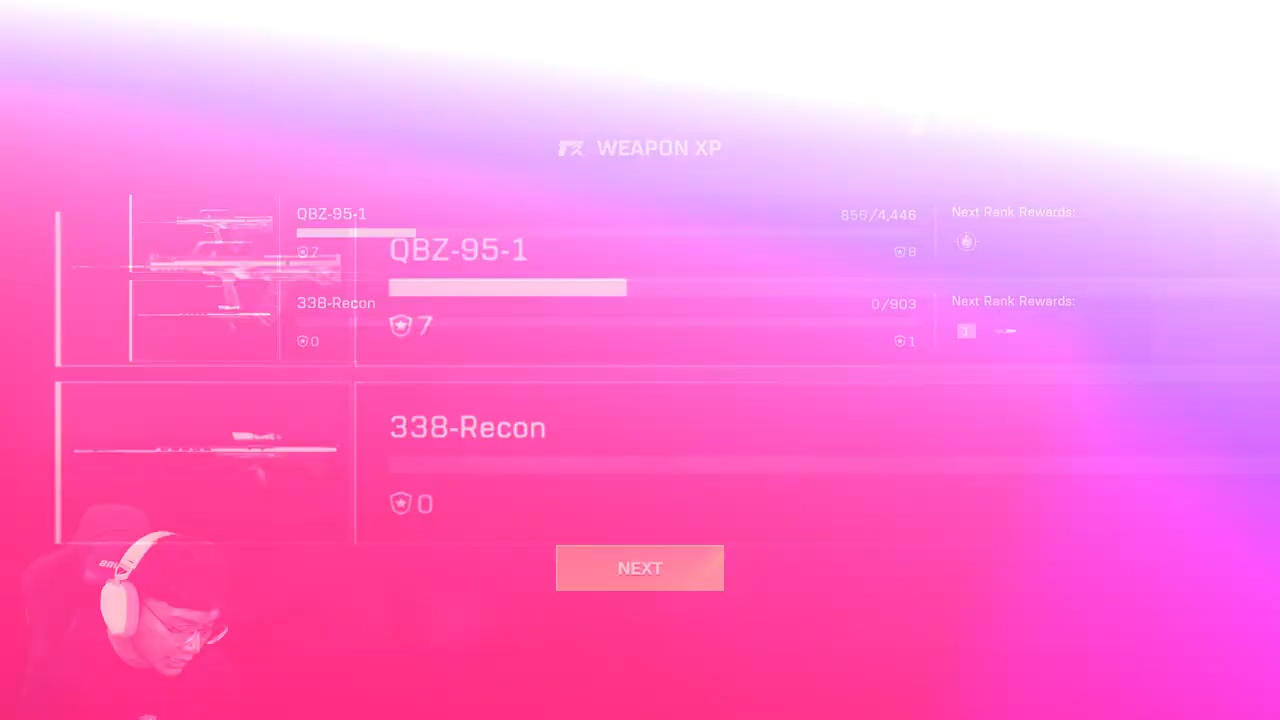 WEAPON XP
QBZ-95-1
856/4,446
Next Rank Rewards:
7
8
QBZ-95-1
7
338-Recon
0/903
Next Rank Rewards:
0
1
338-Recon
0
NEXT